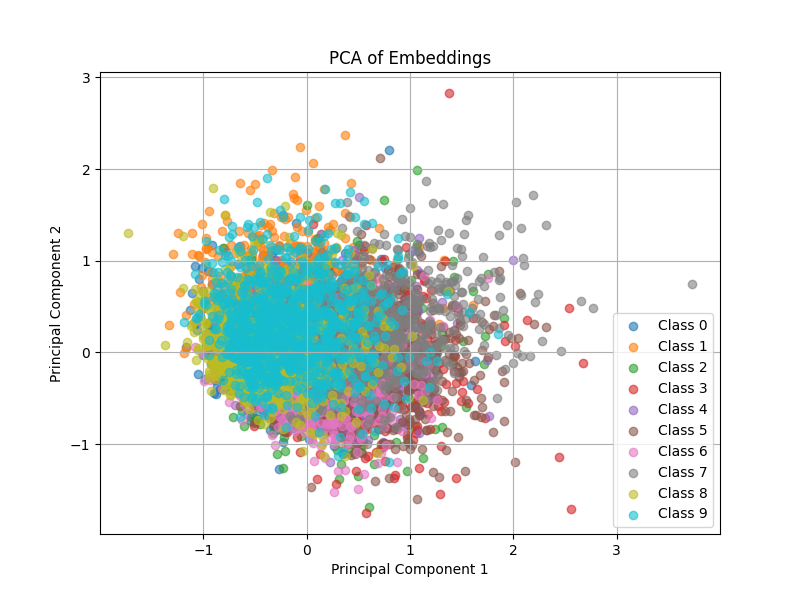 PCA of Embeddings
3
2
1
0
−1
Principal Component 2
−1
0
1
2
3
Principal Component 1
Class 0
Class 1
Class 2
Class 3
Class 4
Class 5
Class 6
Class 7
Class 8
Class 9